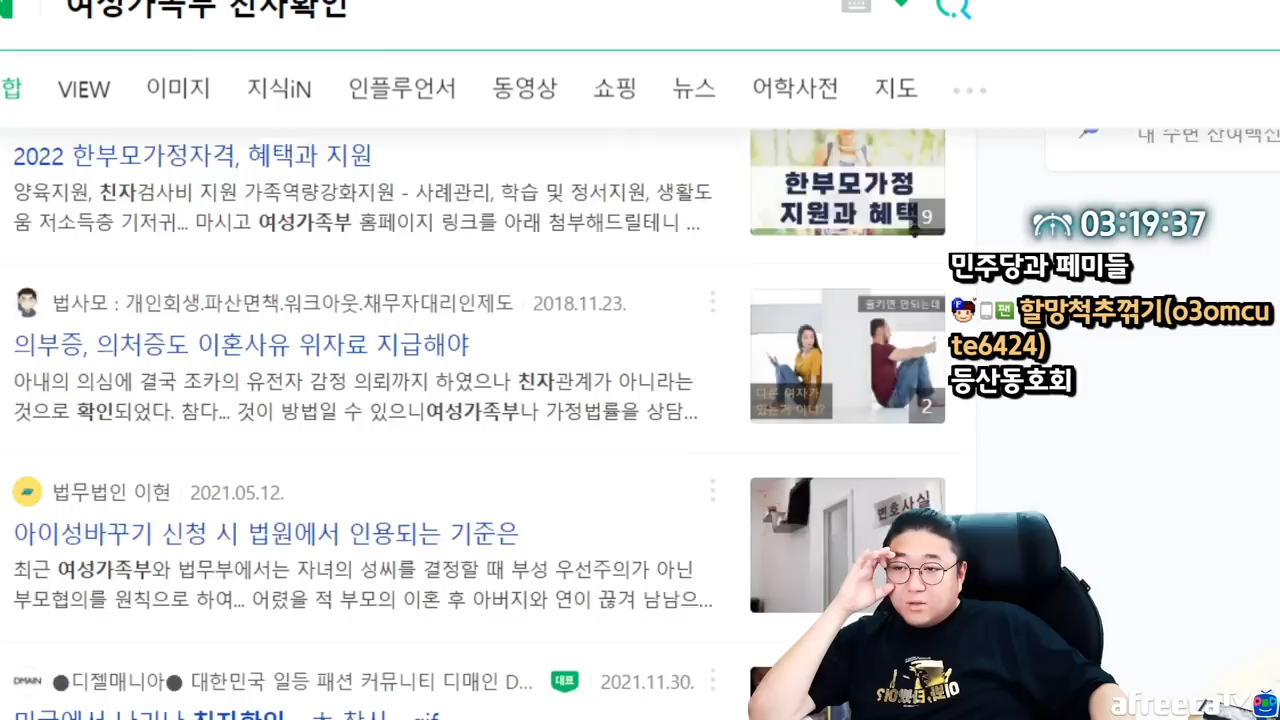 여성가족부 친자확인
합 VIEW 이미지 지식iN 인플루언서 동영상 쇼핑 뉴스 어학사전 지도
2022 한부모가정자격, 혜택과 지원
양육지원, 친자검사비 지원 가족역량강화지원 - 사례관리, 학습 및 정서지원, 생활도
움 저소득층 기저귀... 마시고 여성가족부 홈페이지 링크를 아래 첨부해드릴테니 ...
한부모가정
지원과 혜택
9
법사모 : 개인회생.파산면책.워크아웃.채무자대리인제도 2018.11.23.
의부증, 의처증도 이혼사유 위자료 지급해야
아내의 의심에 결국 조카의 유전자 감정 의뢰까지 하였으나 친자관계가 아니라는
것으로 확인되었다. 참다... 것이 방법일 수 있으니여성가족부나 가정법률을 상담...
다른 여자가
있는거 아녀?
2
법무법인 이현 2021.05.12.
아이성바꾸기 신청 시 법원에서 인용되는 기준은
최근 여성가족부와 법무부에서는 자녀의 성씨를 결정할 때 부성 우선주의가 아닌
부모협의를 원칙으로 하여... 어렸을 적 부모의 이혼 후 아버지와 연이 끊겨 남남으...
변호사실
DMAIN ●디젤매니아● 대한민국 일등 패션 커뮤니티 디매인 D... 대표 2021.11.30.
03:19:37
민주당과 페미들
팬 할망척추꺾기(o3omcu
te6424)
등산동호회
afreecaTV